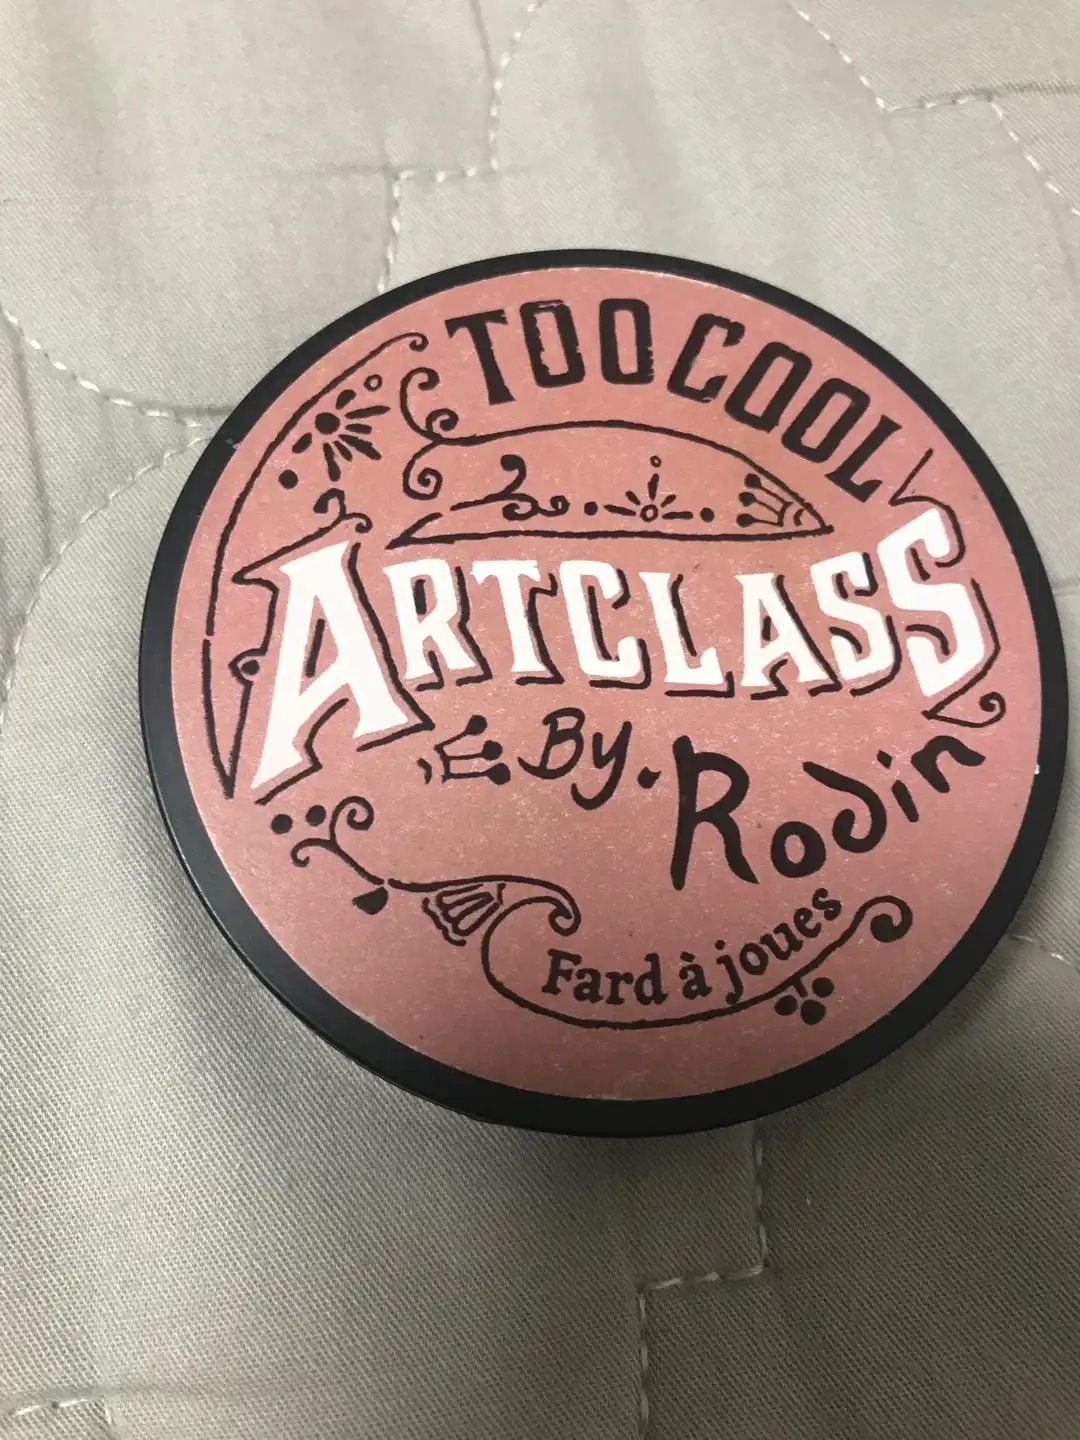 TOO COOL
ARTCLASS
By. Rodin
Fard à joues